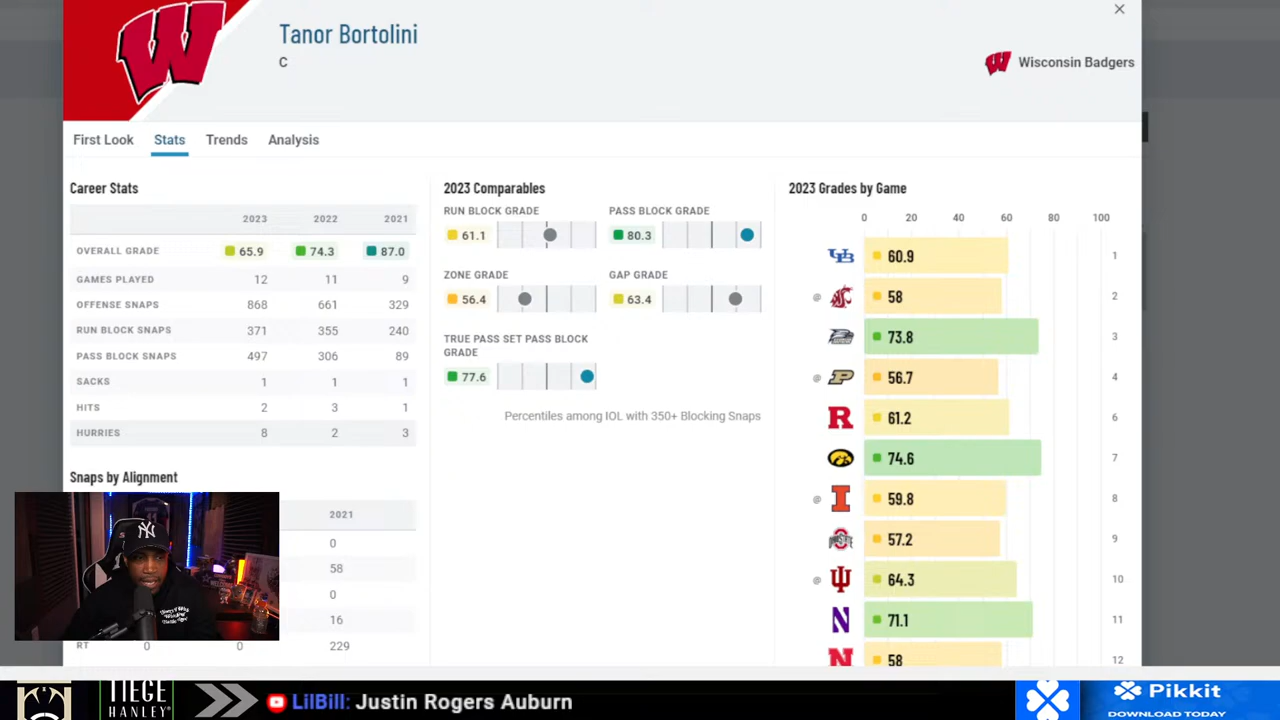 W
Tanor Bortolini
C
Wisconsin Badgers
First Look Stats Trends Analysis
Career Stats
2023 2022 2021
OVERALL GRADE 65.9 74.3 87.0
GAMES PLAYED 12 11 9
OFFENSE SNAPS 868 661 329
RUN BLOCK SNAPS 371 355 240
PASS BLOCK SNAPS 497 306 89
SACKS 1 1 1
HITS 2 3 1
HURRIES 8 2 3
Snaps by Alignment
2021
0
58
0
16
RT 0 0 229
2023 Comparables
RUN BLOCK GRADE PASS BLOCK GRADE
61.1 80.3
ZONE GRADE GAP GRADE
56.4 63.4
TRUE PASS SET PASS BLOCK
GRADE
77.6
Percentiles among IOL with 350+ Blocking Snaps
2023 Grades by Game
0 20 40 60 80 100
UB 60.9 1
@ 58 2
73.8 3
@ P 56.7 4
R 61.2 6
74.6 7
@ I 59.8 8
57.2 9
@ IU 64.3 10
N 71.1 11
N 58 12
NY
TIEGE
HANLEY
LilBill: Justin Rogers Auburn
Pikkit
DOWNLOAD TODAY